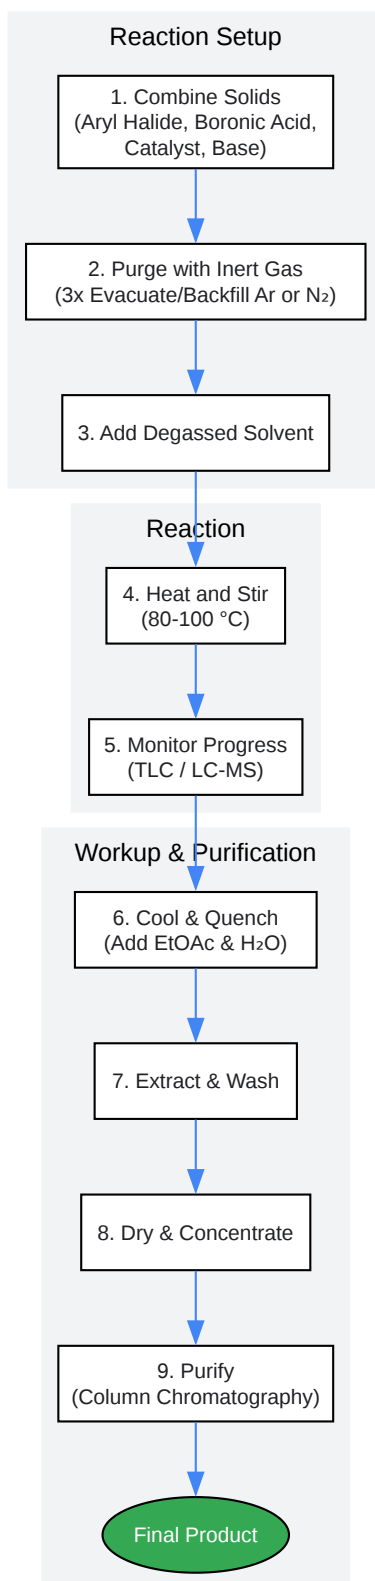 Reaction Setup
1. Combine Solids
(Aryl Halide, Boronic Acid,
Catalyst, Base)
2. Purge with Inert Gas
(3x Evacuate/Backfill Ar or N₂)
3. Add Degassed Solvent
Reaction
4. Heat and Stir
(80-100 °C)
5. Monitor Progress
(TLC / LC-MS)
Workup & Purification
6. Cool & Quench
(Add EtOAc & H₂O)
7. Extract & Wash
8. Dry & Concentrate
9. Purify
(Column Chromatography)
Final Product